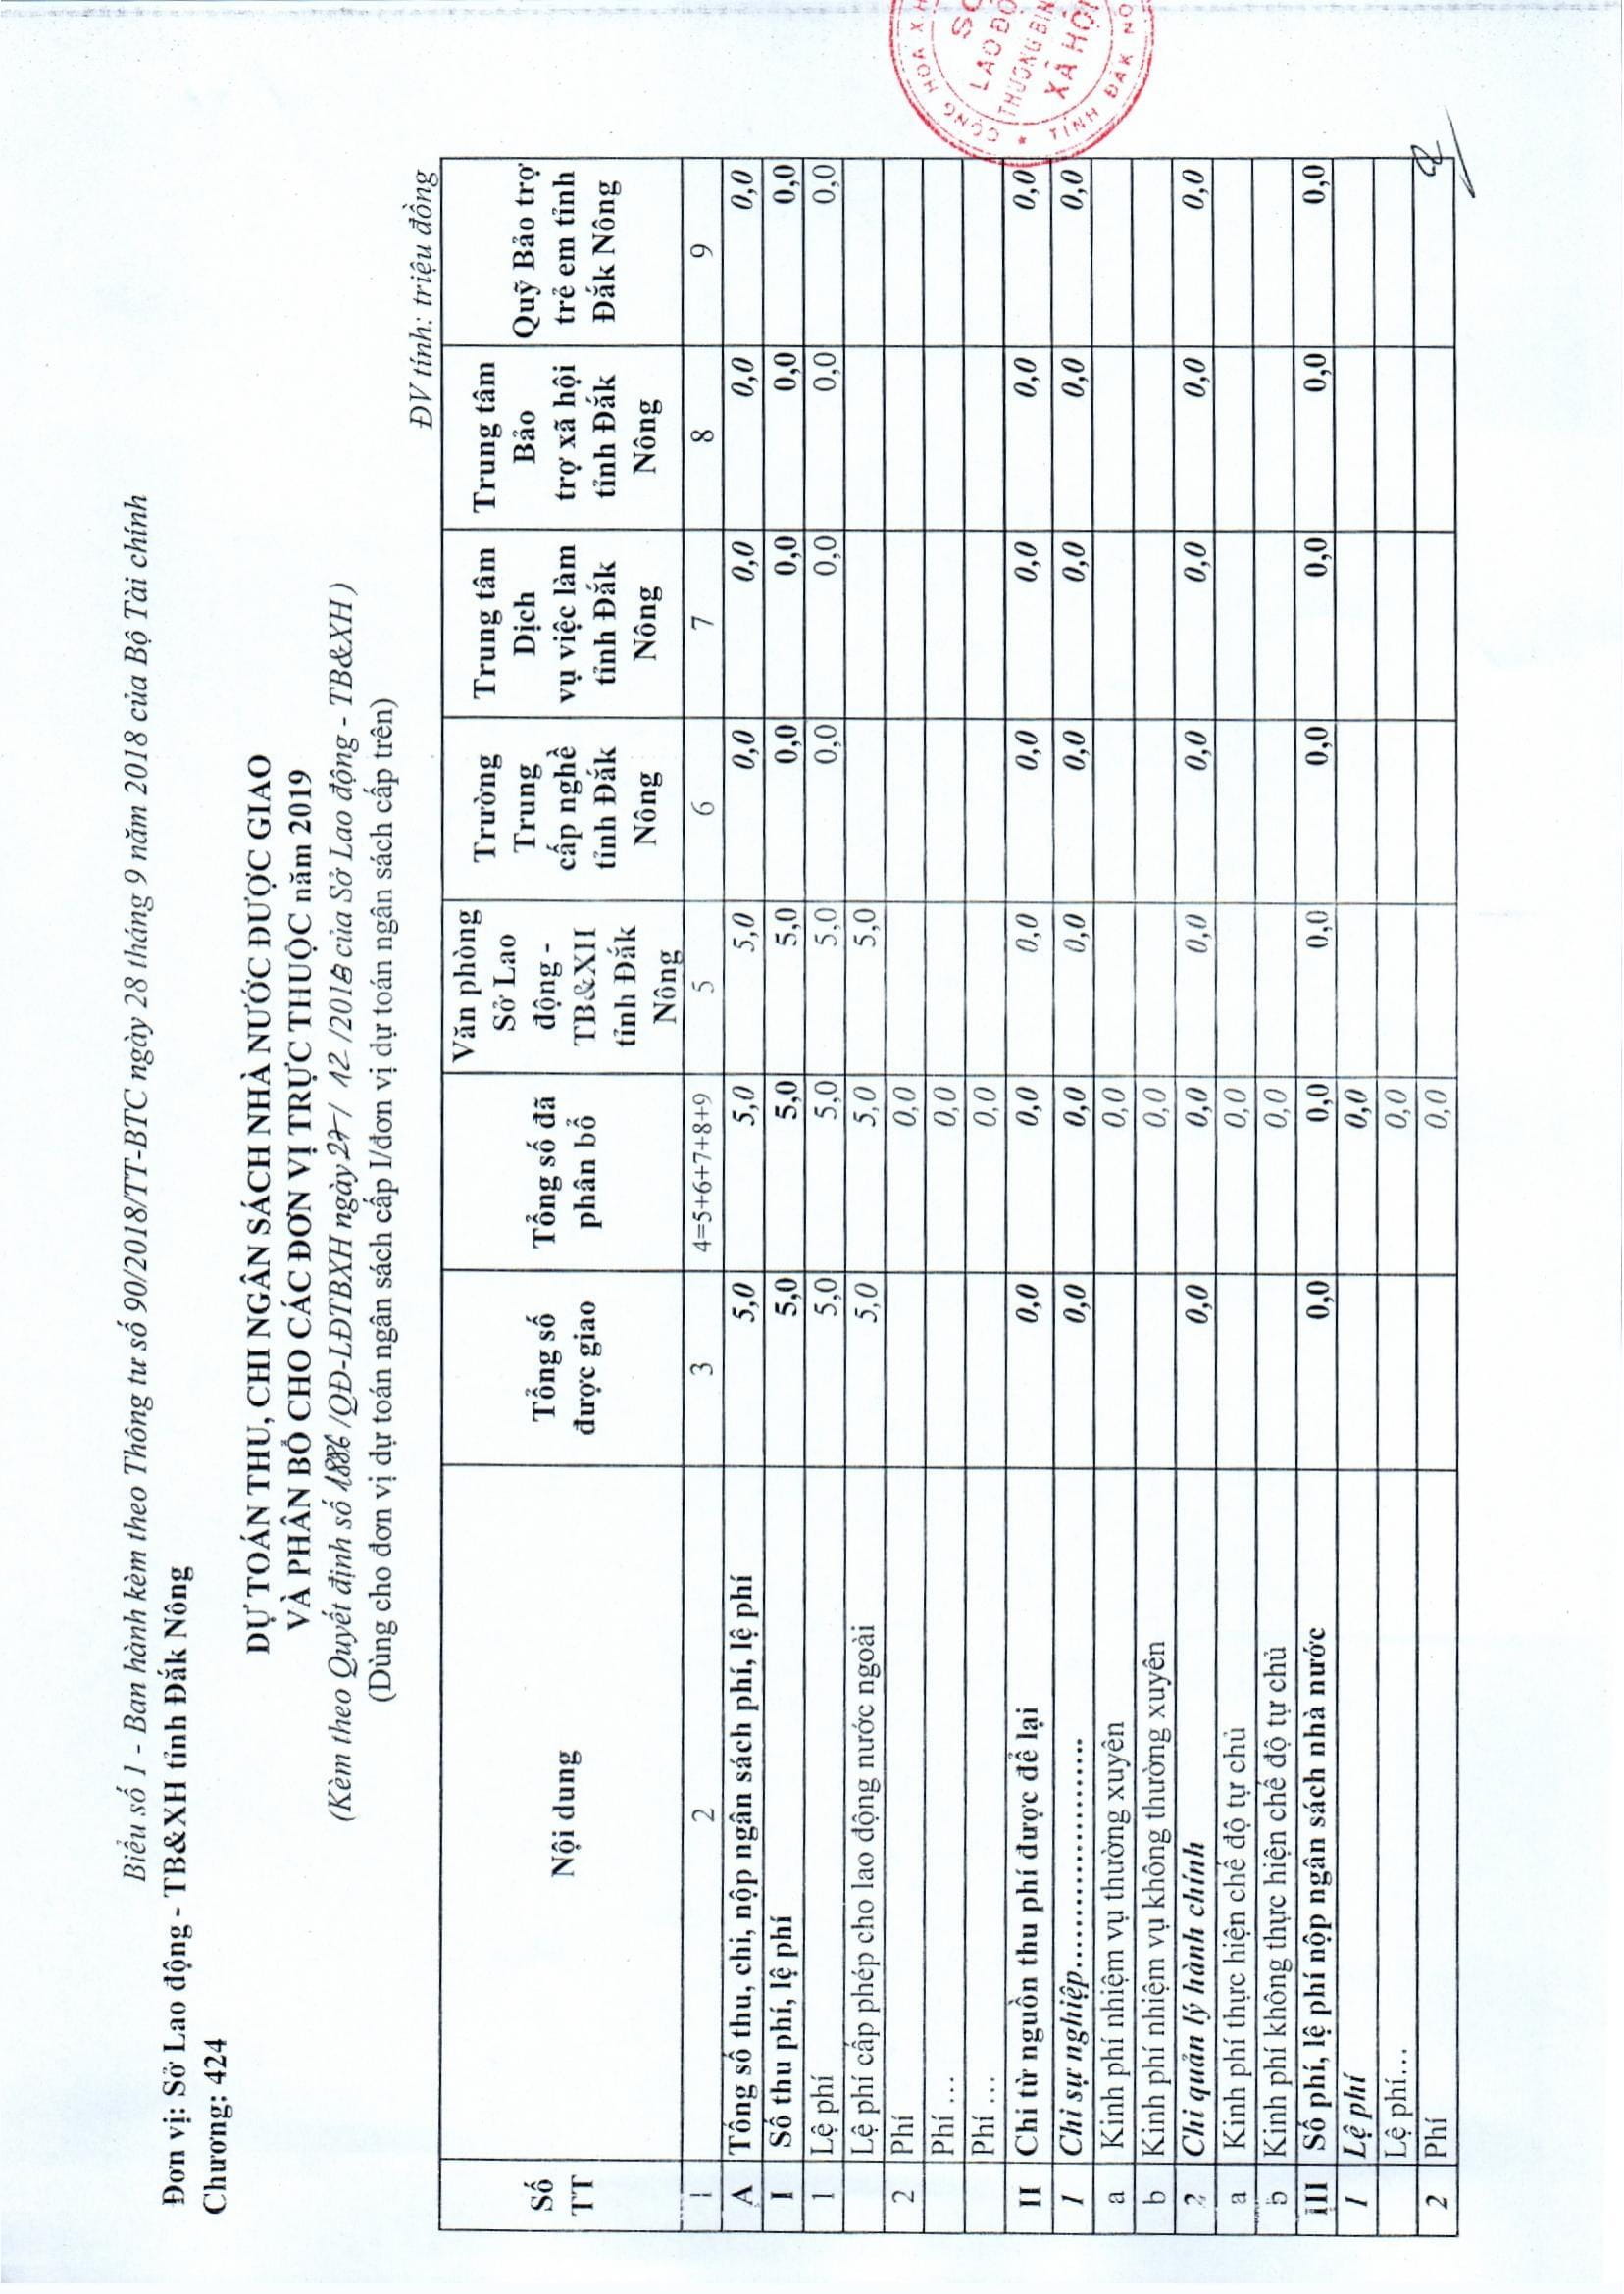 Biểu số 1 - Ban hành kèm theo Thông tư số 90/2018/TT-BTC ngày 28 tháng 9 năm 2018 của Bộ Tài chính
Đơn vị: Sở Lao động - TB&XH tỉnh Đắk Nông
Chương: 424
DỰ TOÁN THU, CHI NGÂN SÁCH NHÀ NƯỚC ĐƯỢC GIAO
VÀ PHÂN BỔ CHO CÁC ĐƠN VỊ TRỰC THUỘC năm 2019
(Kèm theo Quyết định số 1886/QĐ-LĐTBXH ngày 27/ 12 /2018 của Sở Lao động - TB&XH)
(Dùng cho đơn vị dự toán ngân sách cấp I/đơn vị dự toán ngân sách cấp trên)
ĐV tính: triệu đồng
Số TT | Nội dung | Tổng số được giao | Tổng số đã phân bổ | Văn phòng Sở Lao động - TB&XH tỉnh Đắk Nông | Trường Trung cấp nghề tỉnh Đắk Nông | Trung tâm Dịch vụ việc làm tỉnh Đắk Nông | Trung tâm Bảo trợ xã hội tỉnh Đắk Nông | Quỹ Bảo trợ trẻ em tỉnh Đắk Nông
1 | 2 | 3 | 4=5+6+7+8+9 | 5 | 6 | 7 | 8 | 9
A | Tổng số thu, chi, nộp ngân sách phí, lệ phí | 5,0 | 5,0 | 5,0 | 0,0 | 0,0 | 0,0 | 0,0
I | Số thu phí, lệ phí | 5,0 | 5,0 | 5,0 | 0,0 | 0,0 | 0,0 | 0,0
1 | Lệ phí | 5,0 | 5,0 | 5,0 | 0,0 | 0,0 | 0,0 | 0,0
Lệ phí cấp phép cho lao động nước ngoài | 5,0 | 5,0 | 5,0
2 | Phí | 0,0
Phí ... | 0,0
Phí ... | 0,0
II | Chi từ nguồn thu phí được để lại | 0,0 | 0,0 | 0,0 | 0,0 | 0,0 | 0,0 | 0,0
1 | Chi sự nghiệp........................ | 0,0 | 0,0 | 0,0 | 0,0 | 0,0 | 0,0 | 0,0
a | Kinh phí nhiệm vụ thường xuyên | 0,0
b | Kinh phí nhiệm vụ không thường xuyên | 0,0
2 | Chi quản lý hành chính | 0,0 | 0,0 | 0,0 | 0,0 | 0,0 | 0,0 | 0,0
a | Kinh phí thực hiện chế độ tự chủ | 0,0
b | Kinh phí không thực hiện chế độ tự chủ | 0,0
III | Số phí, lệ phí nộp ngân sách nhà nước | 0,0 | 0,0 | 0,0 | 0,0 | 0,0 | 0,0 | 0,0
1 | Lệ phí | 0,0
Lệ phí... | 0,0
2 | Phí | 0,0
CỘNG HÒA XÃ H
SỞ
LAO ĐỘ
THƯƠNG BIN
XÃ HỘI
★ TỈNH ĐẮK NÔ